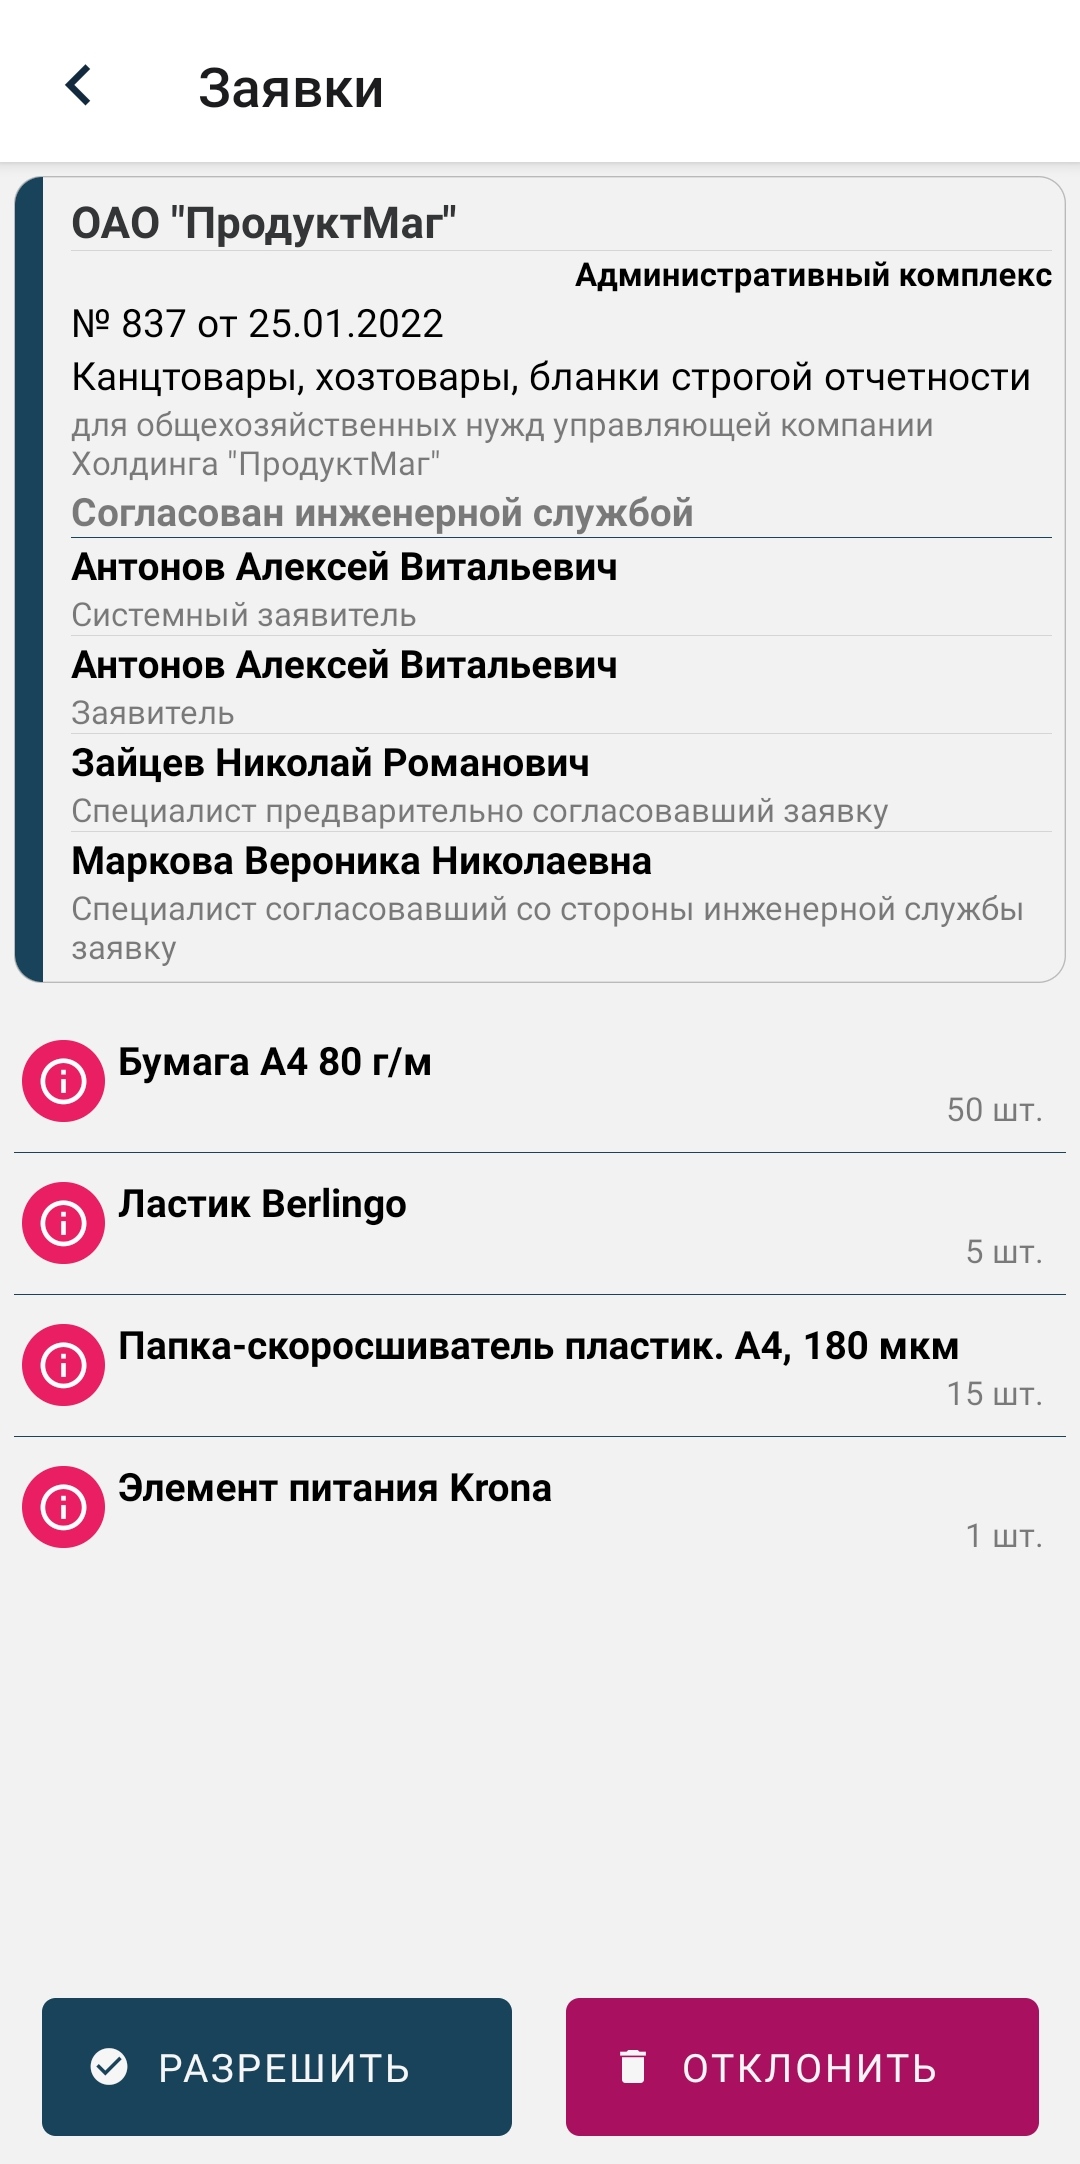 Заявки
ОАО "ПродуктМаг"
Административный комплекс
№ 837 от 25.01.2022
Канцтовары, хозтовары, бланки строгой отчетности
для общехозяйственных нужд управляющей компании
Холдинга "ПродуктМаг"
Согласован инженерной службой
Антонов Алексей Витальевич
Системный заявитель
Антонов Алексей Витальевич
Заявитель
Зайцев Николай Романович
Специалист предварительно согласовавший заявку
Маркова Вероника Николаевна
Специалист согласовавший со стороны инженерной службы
заявку
Бумага А4 80 г/м
50 шт.
Ластик Berlingo
5 шт.
Папка-скоросшиватель пластик. А4, 180 мкм
15 шт.
Элемент питания Krona
1 шт.
РАЗРЕШИТЬ
ОТКЛОНИТЬ